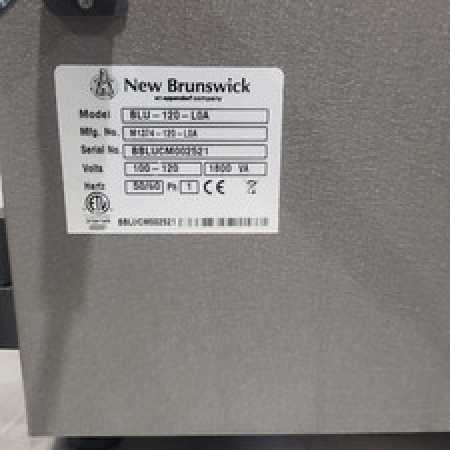 New Brunswick
an eppendorf company
Model BLU-120-L0A
Mfg. No. M1374-120-L0A
Serial No. BBLUCM002521
Volts 100-120 1800 VA
Hertz 50/60 Ph 1 CE
BBLUCM002521